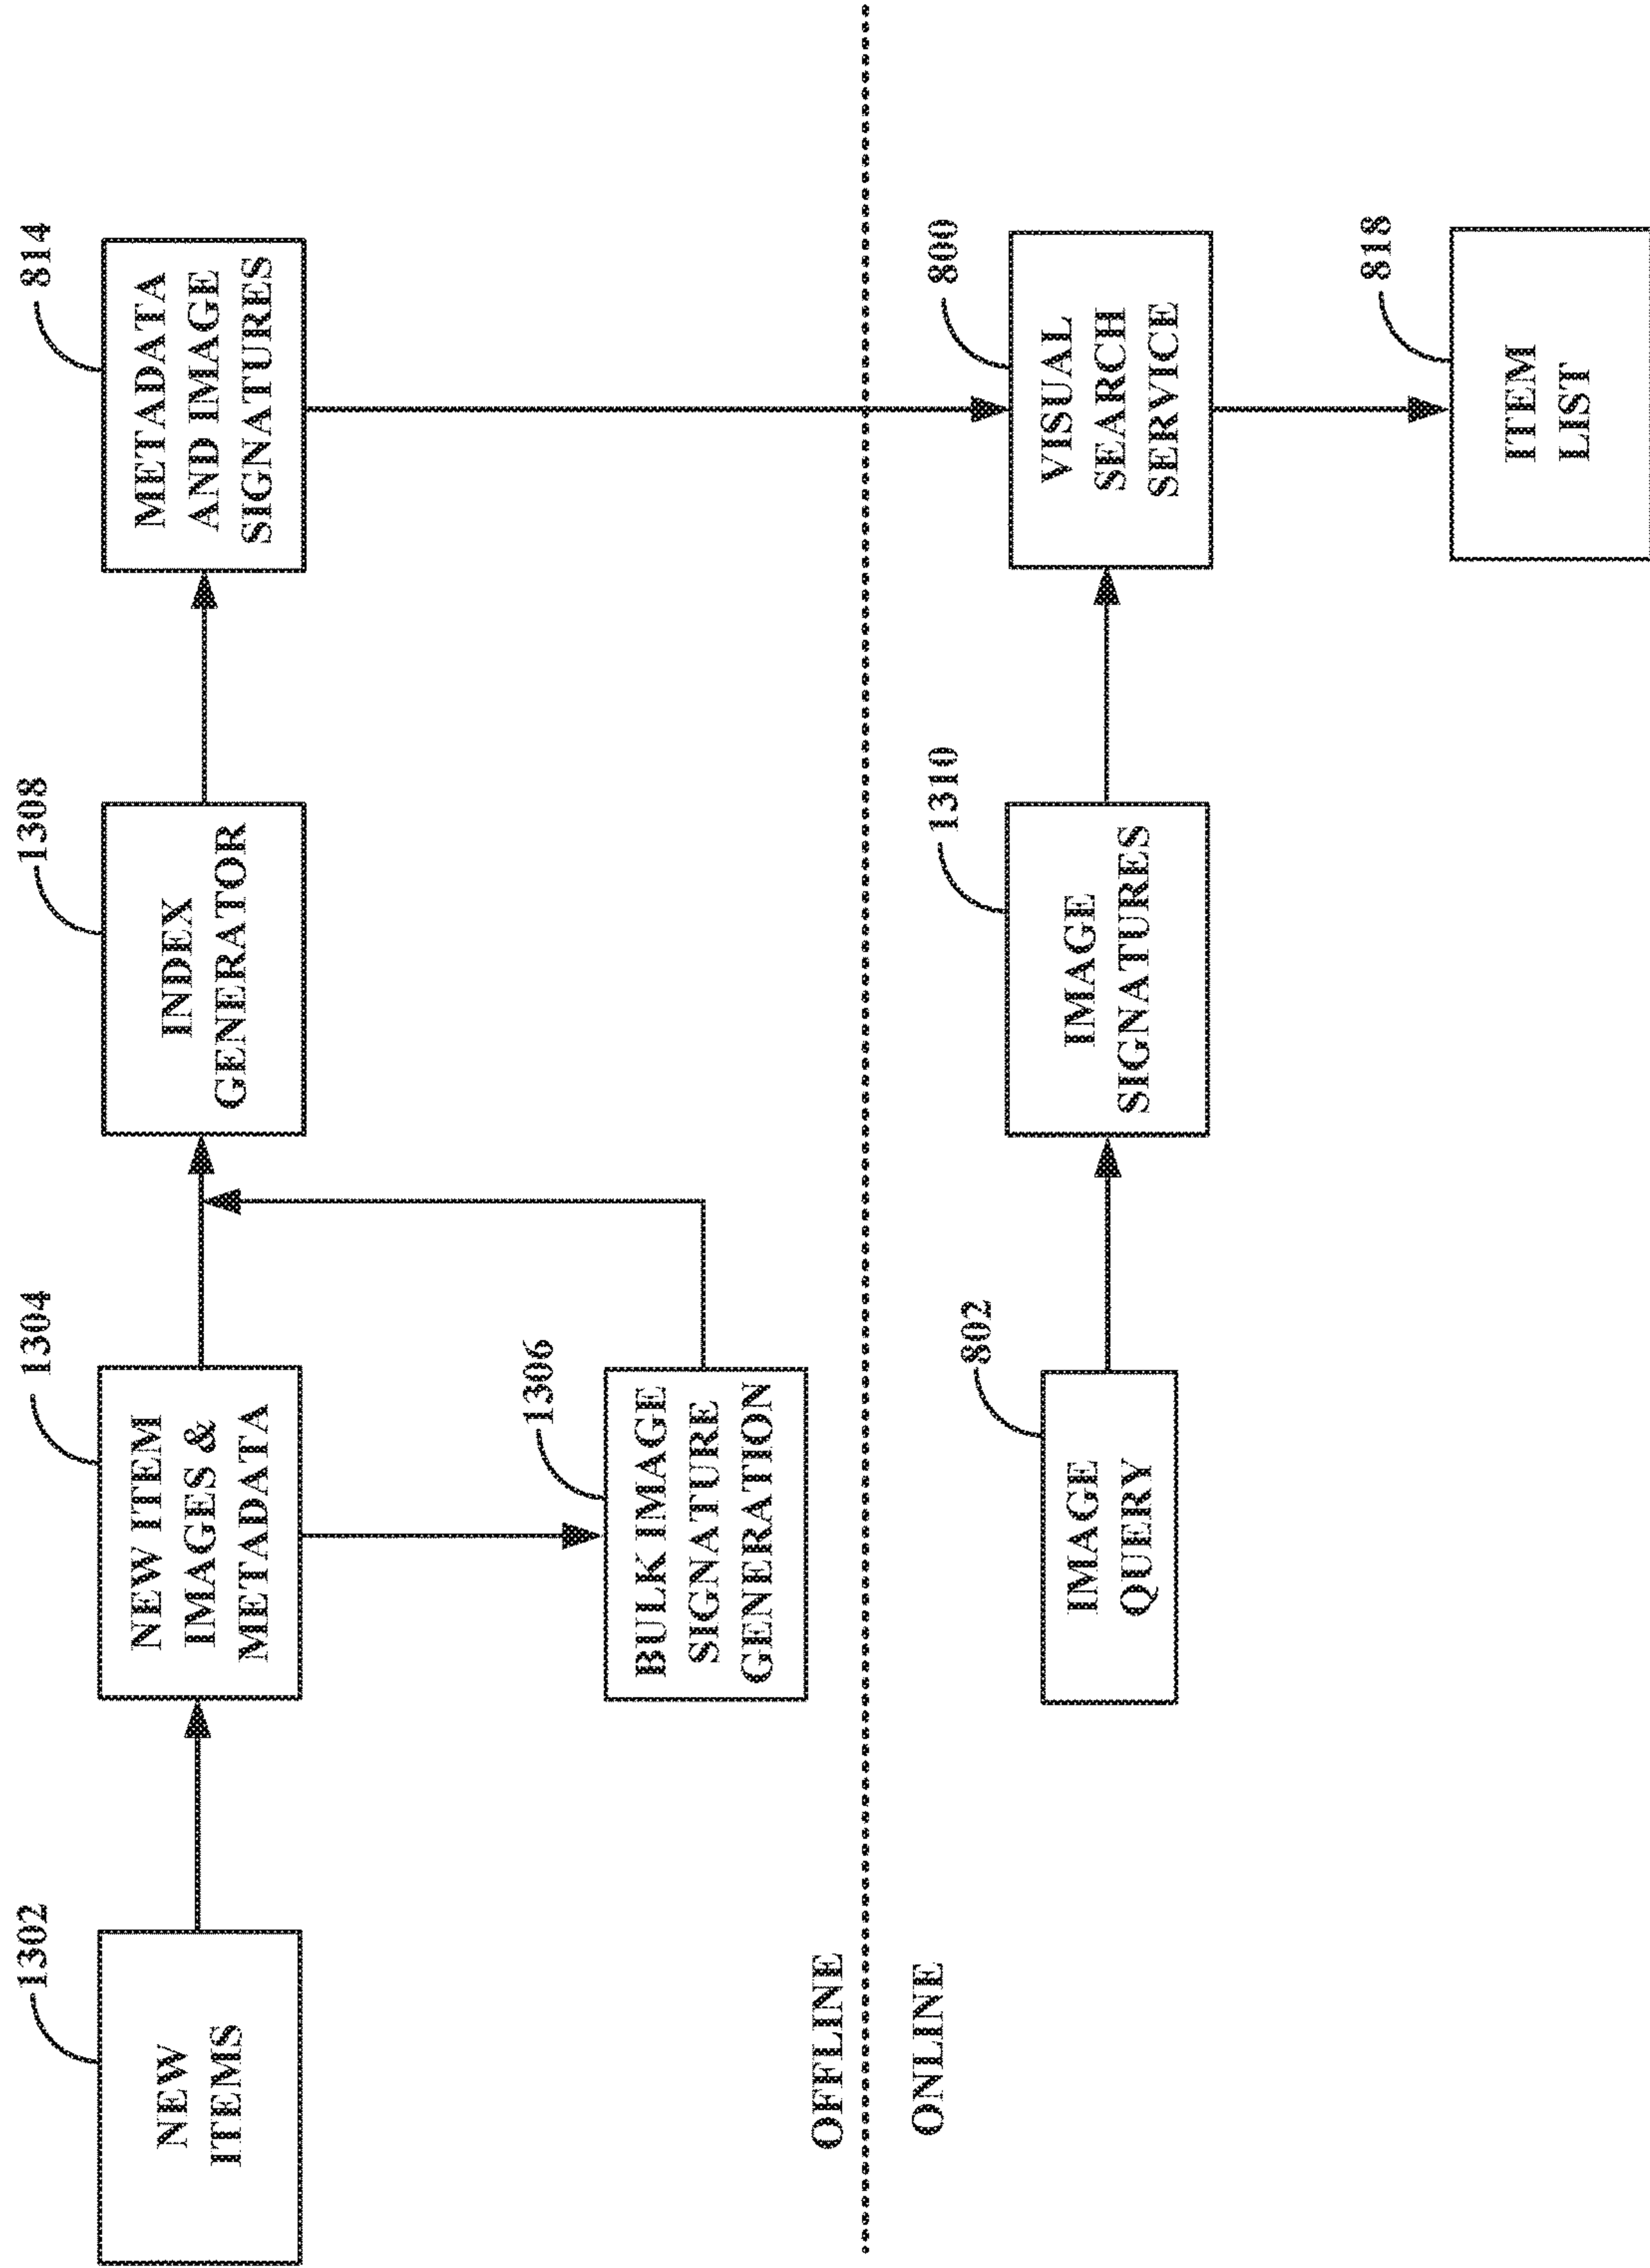 1302
NEW
ITEMS
1304
NEW ITEM
IMAGES &
METADATA
1306
BULK IMAGE
SIGNATURE
GENERATION
1308
INDEX
GENERATOR
814
METADATA
AND IMAGE
SIGNATURES
OFFLINE
ONLINE
802
IMAGE
QUERY
1310
IMAGE
SIGNATURES
800
VISUAL
SEARCH
SERVICE
818
ITEM
LIST